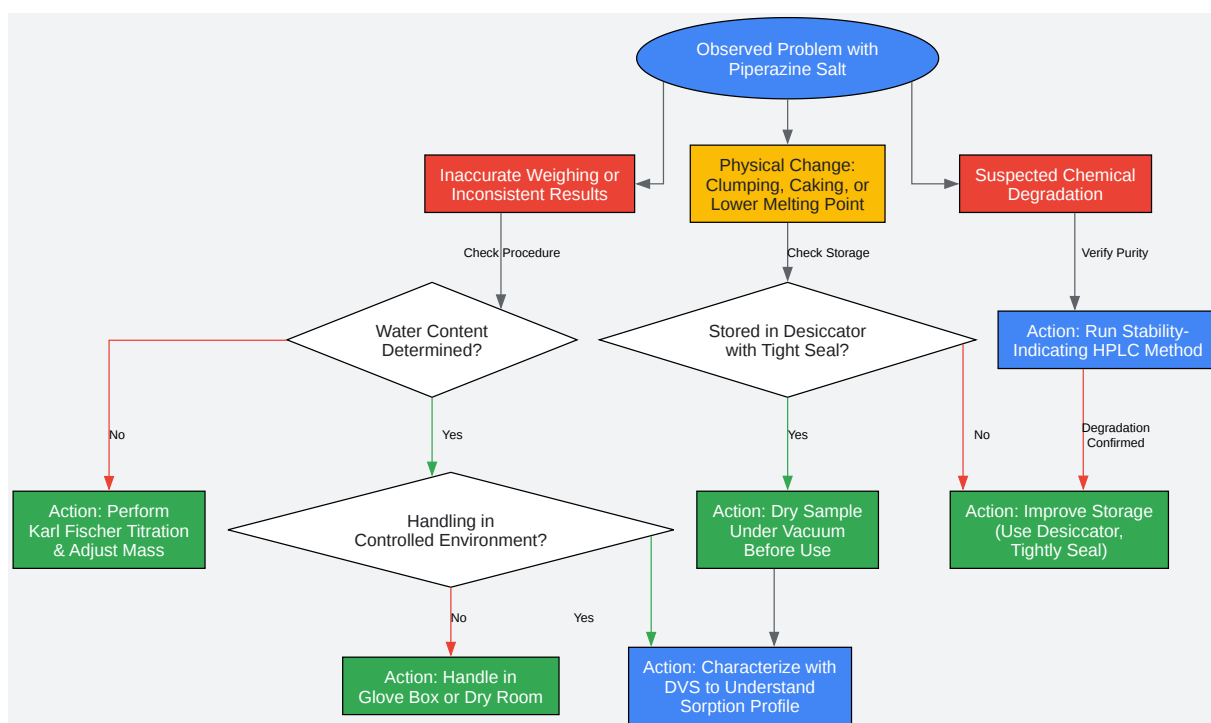 Observed Problem with
Piperazine Salt
Inaccurate Weighing or
Inconsistent Results
Physical Change:
Clumping, Caking, or
Lower Melting Point
Suspected Chemical
Degradation
Check Procedure
Check Storage
Verify Purity
Water Content
Determined?
Stored in Desiccator
with Tight Seal?
Action: Run Stability-
Indicating HPLC Method
No
Yes
Yes
No
Degradation
Confirmed
Action: Perform
Karl Fischer Titration
& Adjust Mass
Handling in
Controlled Environment?
Action: Dry Sample
Under Vacuum
Before Use
Action: Improve Storage
(Use Desiccator,
Tightly Seal)
No
Yes
Action: Handle in
Glove Box or Dry Room
Action: Characterize with
DVS to Understand
Sorption Profile